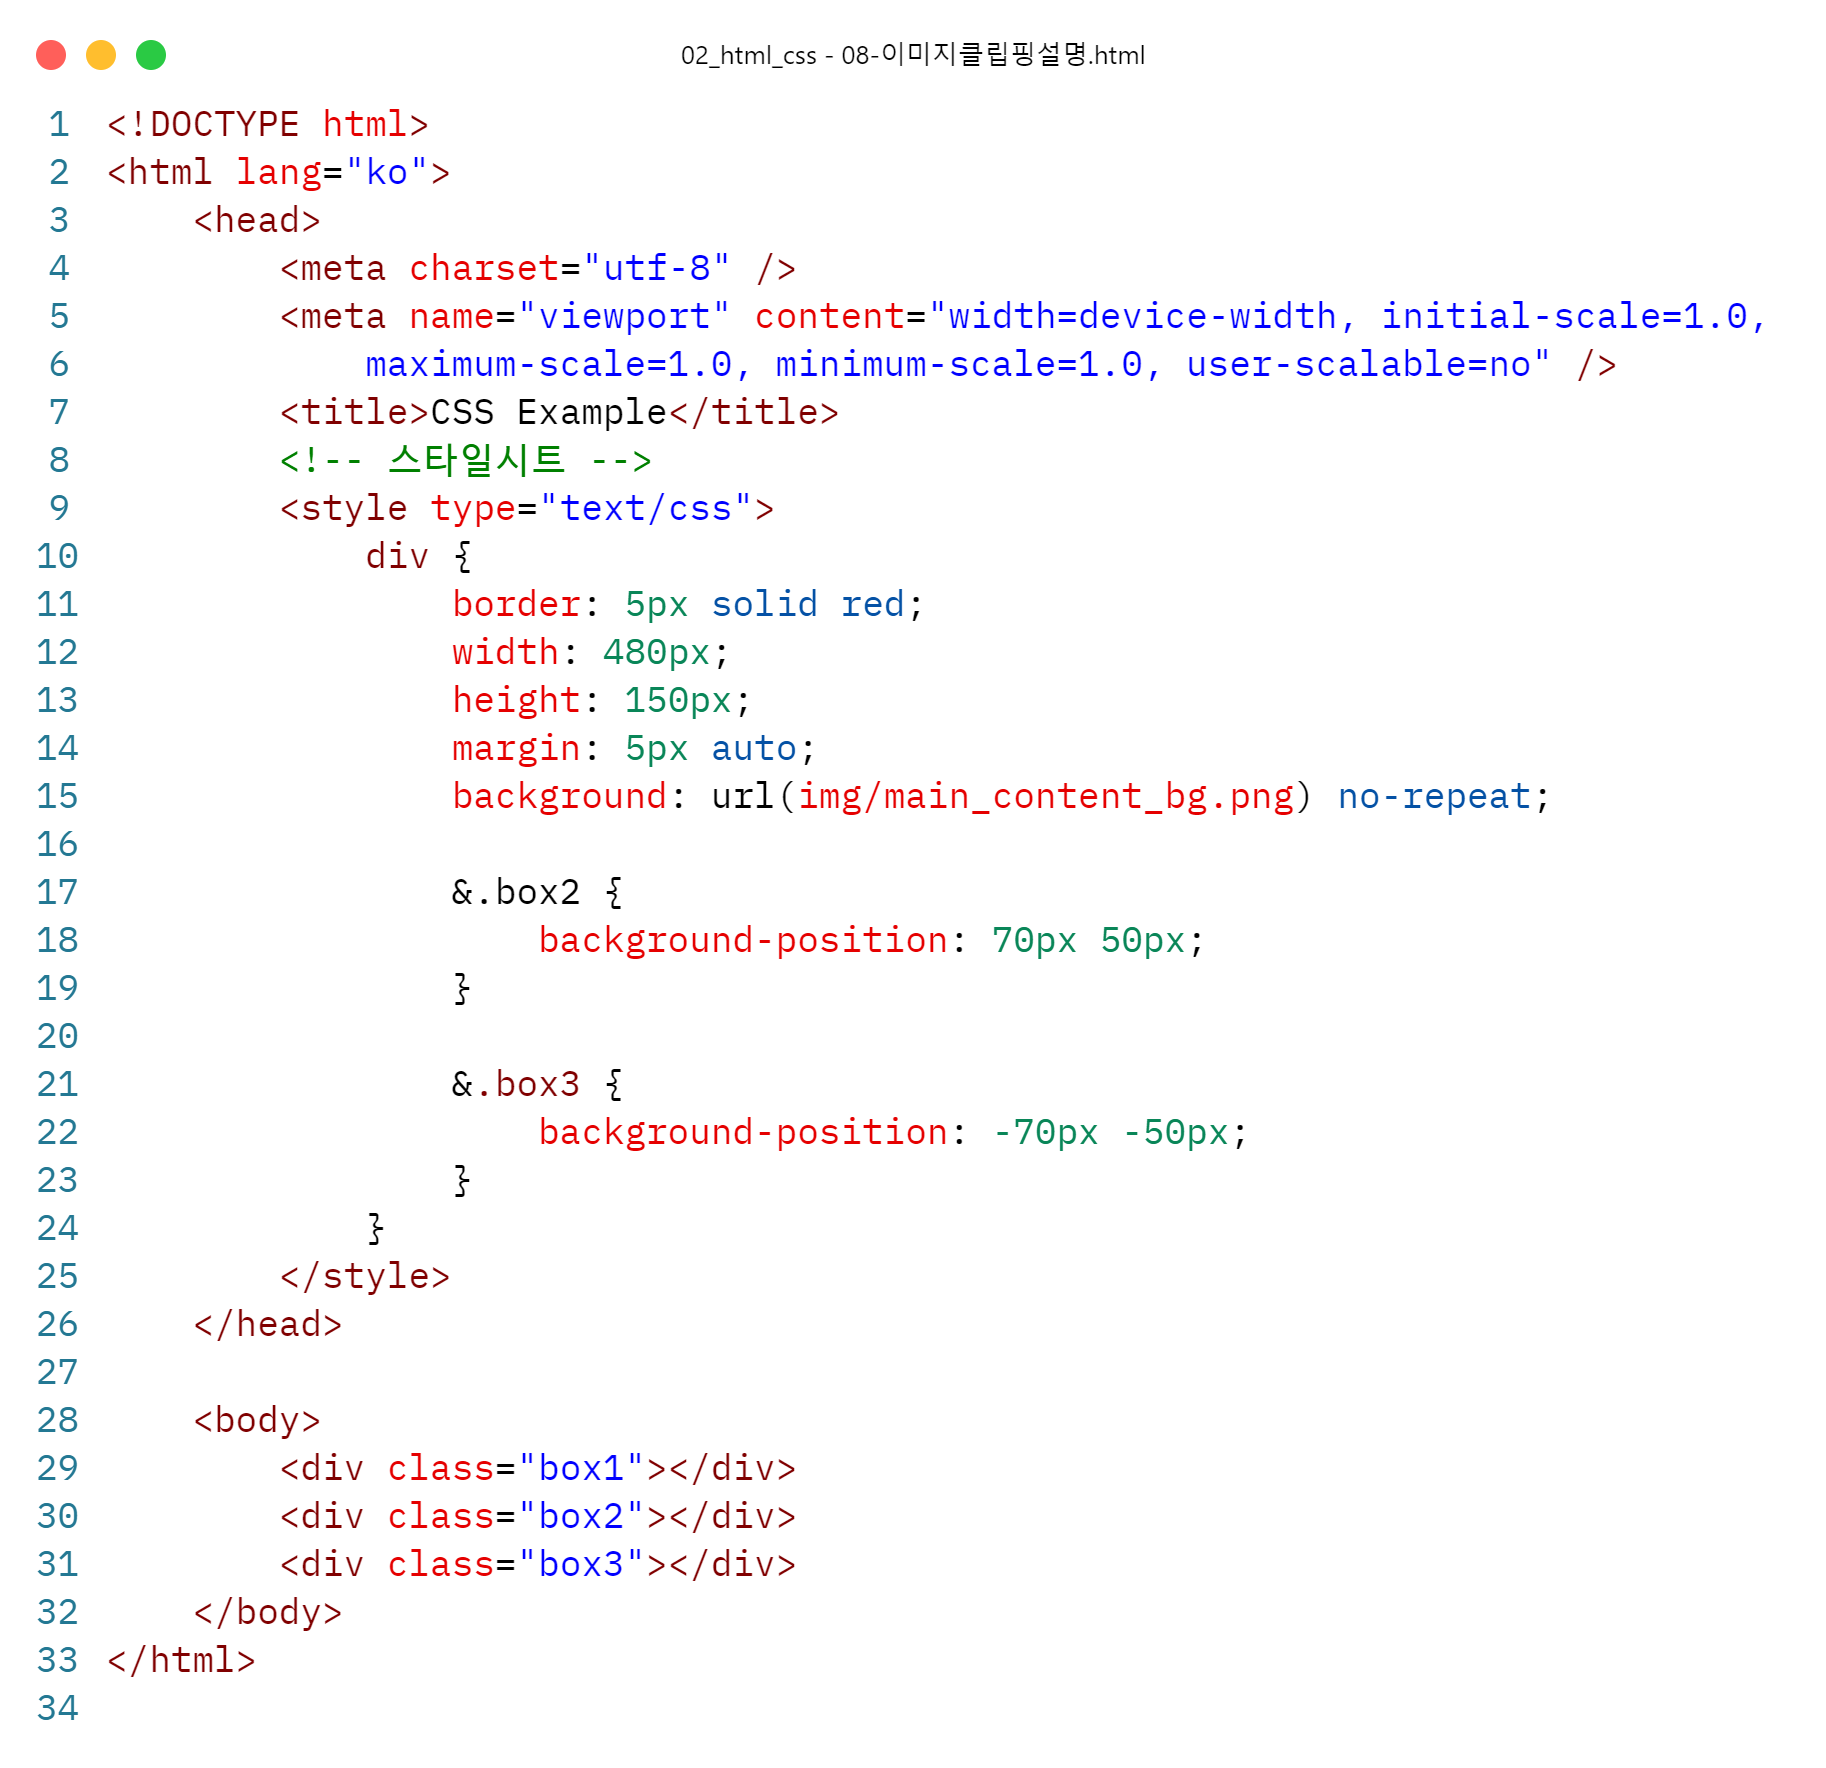 02_html_css - 08-이미지클립핑설명.html
1 <!DOCTYPE html>
2 <html lang="ko">
3     <head>
4         <meta charset="utf-8" />
5         <meta name="viewport" content="width=device-width, initial-scale=1.0,
6             maximum-scale=1.0, minimum-scale=1.0, user-scalable=no" />
7         <title>CSS Example</title>
8         <!-- 스타일시트 -->
9         <style type="text/css">
10             div {
11                 border: 5px solid red;
12                 width: 480px;
13                 height: 150px;
14                 margin: 5px auto;
15                 background: url(img/main_content_bg.png) no-repeat;
16
17                 &.box2 {
18                     background-position: 70px 50px;
19                 }
20
21                 &.box3 {
22                     background-position: -70px -50px;
23                 }
24             }
25         </style>
26     </head>
27
28     <body>
29         <div class="box1"></div>
30         <div class="box2"></div>
31         <div class="box3"></div>
32     </body>
33 </html>
34